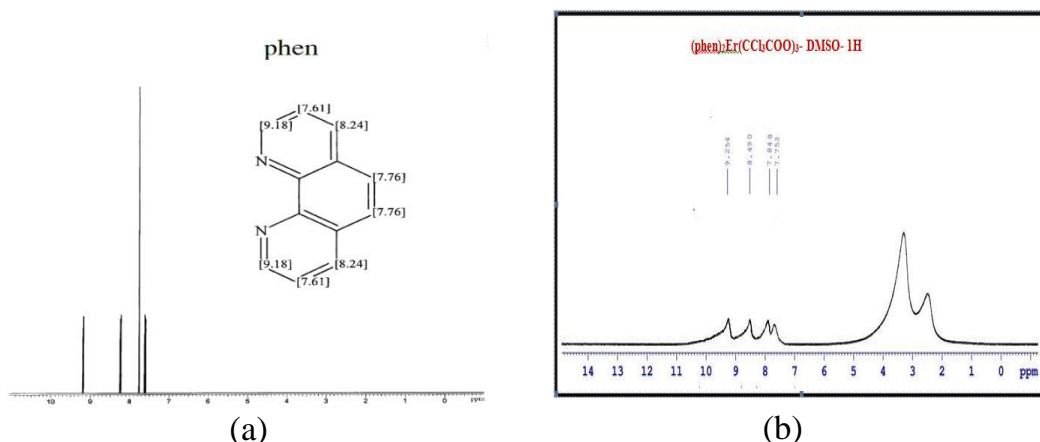 phen
[7.61]
[9.18]
[8.24]
N
[7.76]
[7.76]
N
[9.18]
[8.24]
[7.61]
11 10 9 8 7 6 5 4 3 2 1 0 ppm
(a)
(phen)2Er(CCl3COO)3- DMSO- 1H
9.254
8.490
7.848
7.753
14 13 12 11 10 9 8 7 6 5 4 3 2 1 0 ppm
(b)